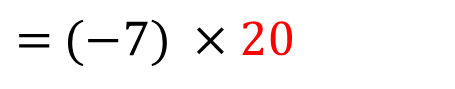 = (−7) × 20